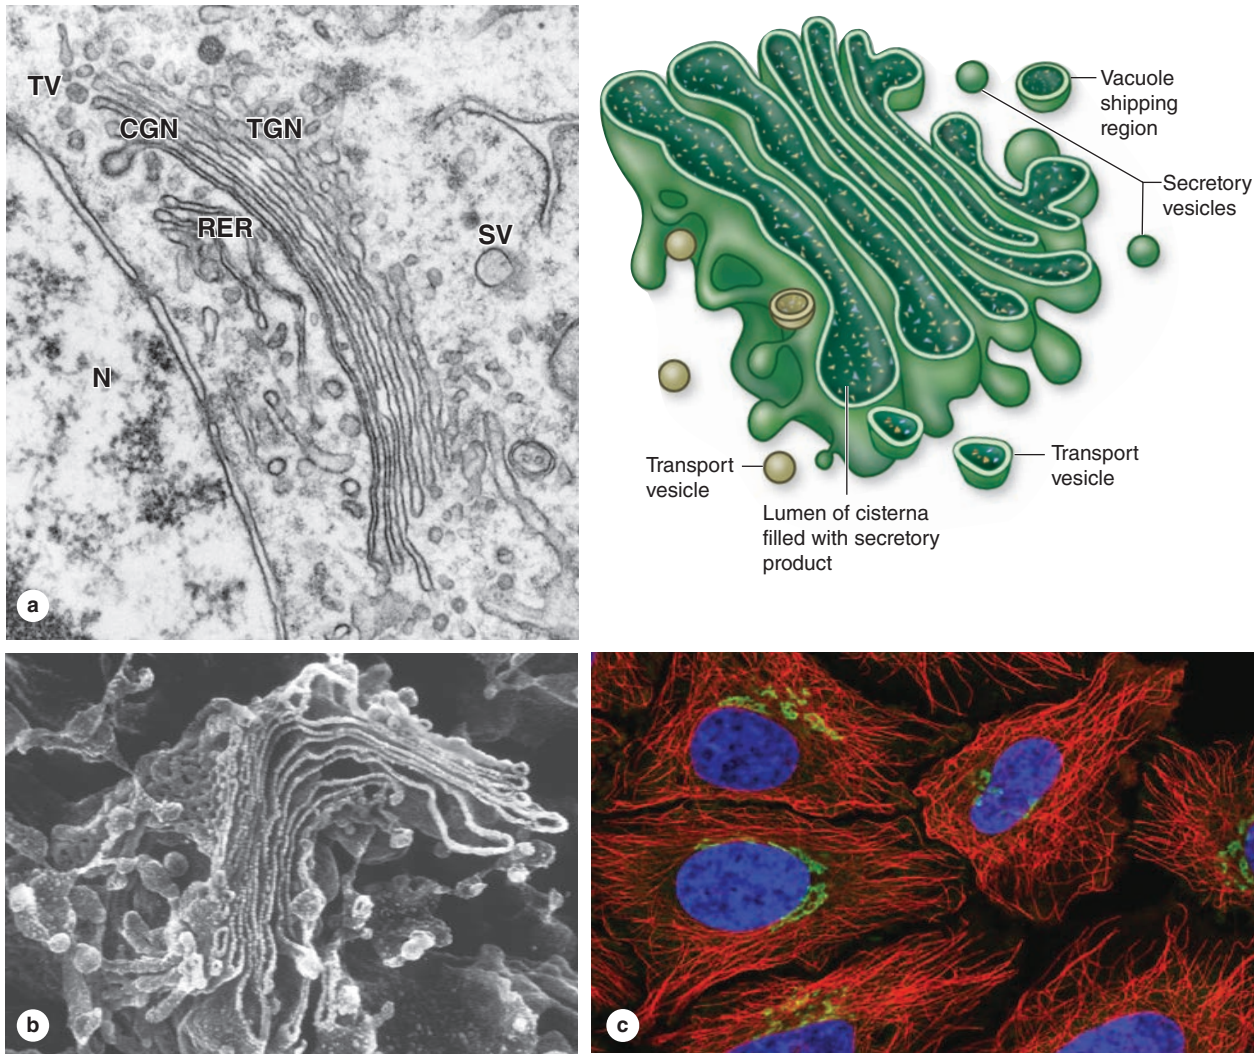 TV
CGN
TGN
RER
SV
N
a
Vacuole
shipping
region
Secretory
vesicles
Transport
vesicle
Transport
vesicle
Lumen of cisterna
filled with secretory
product
b
c